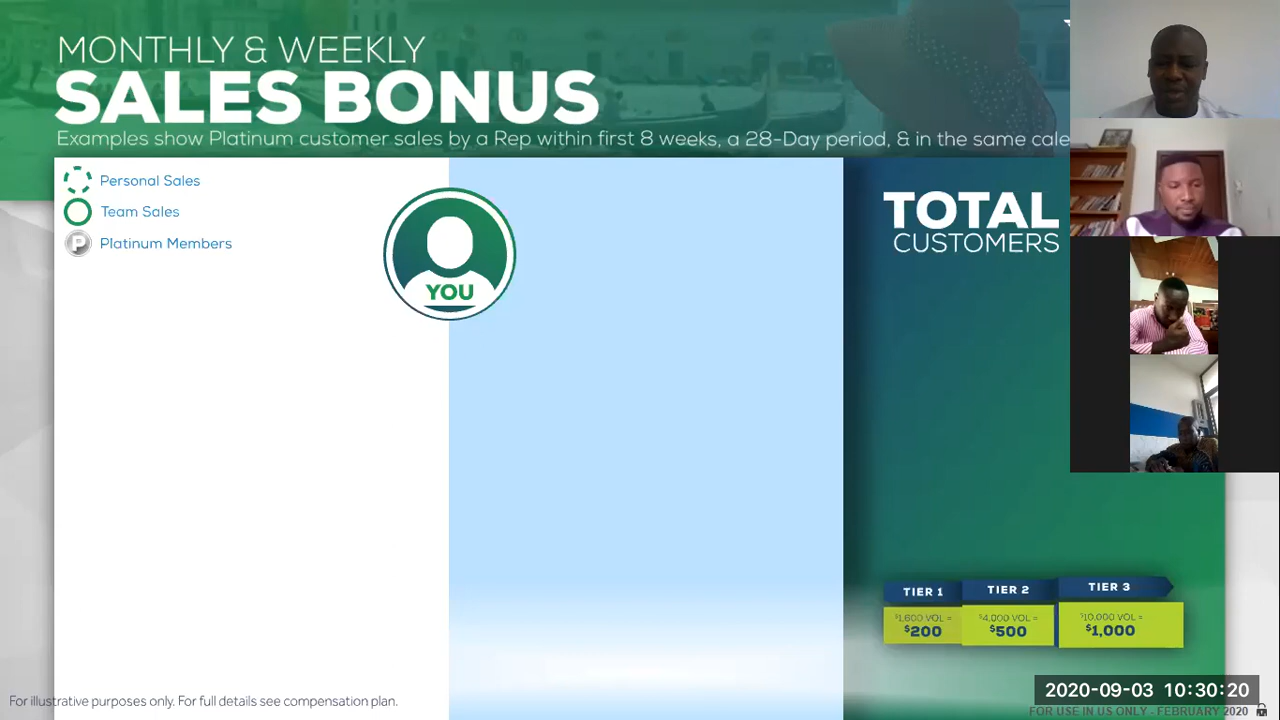 MONTHLY & WEEKLY
SALES BONUS
Examples show Platinum customer sales by a Rep within first 8 weeks, a 28-Day period, & in the same cale
Personal Sales
Team Sales
P Platinum Members
YOU
TOTAL
CUSTOMERS
TIER 1 TIER 2 TIER 3
$1,600 VOL = $4,000 VOL = $10,000 VOL =
$200 $500 $1,000
For illustrative purposes only. For full details see compensation plan.
2020-09-03 10:30:20
FOR USE IN US ONLY - FEBRUARY 2020